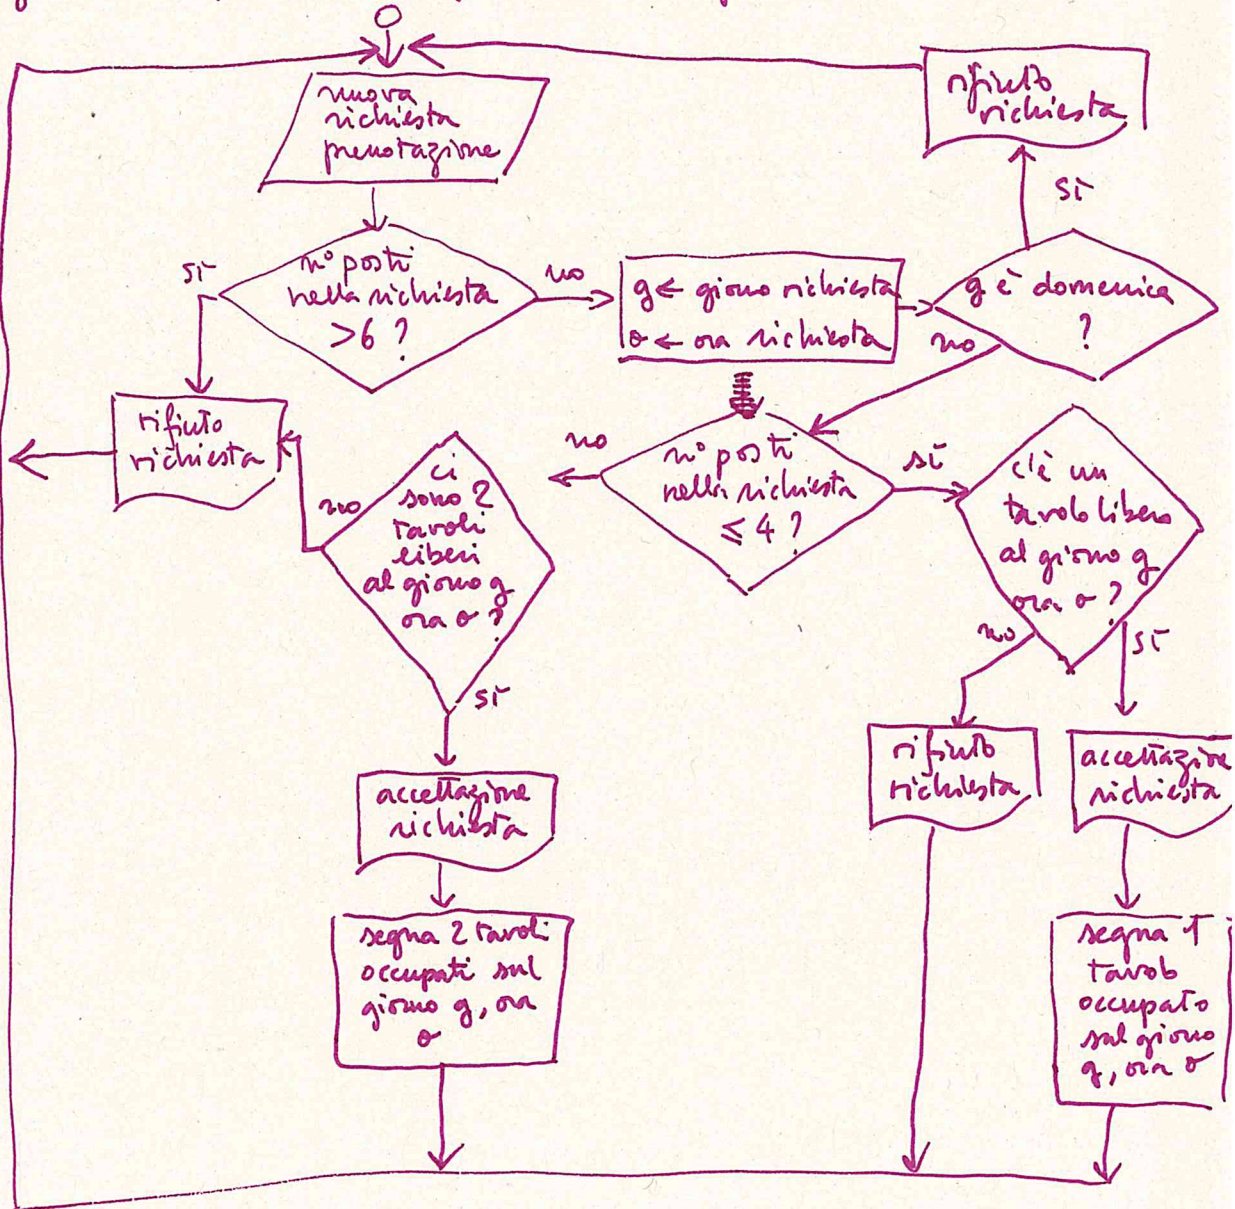 nuova
richiesta
prenotazione
rifiuto
richiesta
sì
sì
n° posti
nella richiesta
>6 ?
no
g ← giorno richiesta
o ← ora richiesta
g è domenica
?
no
rifiuto
richiesta
no
ci
sono 2
tavoli
liberi
al giorno g
ora o ?
no
n° posti
nella richiesta
≤ 4 ?
sì
c'è un
tavolo libero
al giorno g
ora o ?
no
sì
sì
accettazione
richiesta
rifiuto
richiesta
accettazione
richiesta
segna 2 tavoli
occupati sul
giorno g, ora
o
segna 1
tavolo
occupato
sul giorno
g, ora o